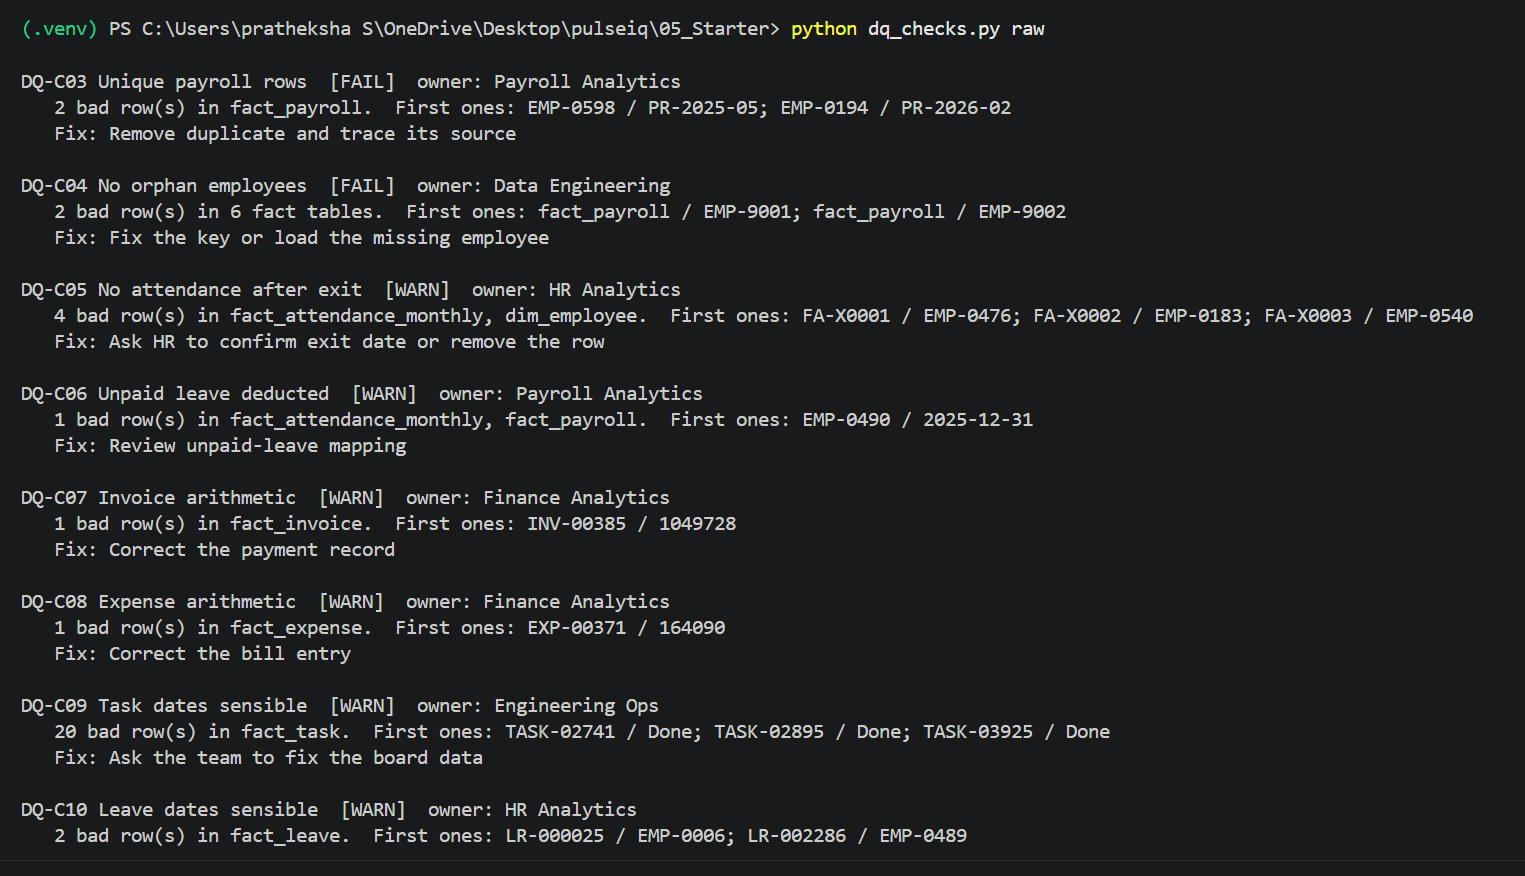 (.venv) PS C:\Users\pratheksha S\OneDrive\Desktop\pulseiq\05_Starter> python dq_checks.py raw
DQ-C03 Unique payroll rows  [FAIL]  owner: Payroll Analytics
   2 bad row(s) in fact_payroll.  First ones: EMP-0598 / PR-2025-05; EMP-0194 / PR-2026-02
   Fix: Remove duplicate and trace its source
DQ-C04 No orphan employees  [FAIL]  owner: Data Engineering
   2 bad row(s) in 6 fact tables.  First ones: fact_payroll / EMP-9001; fact_payroll / EMP-9002
   Fix: Fix the key or load the missing employee
DQ-C05 No attendance after exit  [WARN]  owner: HR Analytics
   4 bad row(s) in fact_attendance_monthly, dim_employee.  First ones: FA-X0001 / EMP-0476; FA-X0002 / EMP-0183; FA-X0003 / EMP-0540
   Fix: Ask HR to confirm exit date or remove the row
DQ-C06 Unpaid leave deducted  [WARN]  owner: Payroll Analytics
   1 bad row(s) in fact_attendance_monthly, fact_payroll.  First ones: EMP-0490 / 2025-12-31
   Fix: Review unpaid-leave mapping
DQ-C07 Invoice arithmetic  [WARN]  owner: Finance Analytics
   1 bad row(s) in fact_invoice.  First ones: INV-00385 / 1049728
   Fix: Correct the payment record
DQ-C08 Expense arithmetic  [WARN]  owner: Finance Analytics
   1 bad row(s) in fact_expense.  First ones: EXP-00371 / 164090
   Fix: Correct the bill entry
DQ-C09 Task dates sensible  [WARN]  owner: Engineering Ops
   20 bad row(s) in fact_task.  First ones: TASK-02741 / Done; TASK-02895 / Done; TASK-03925 / Done
   Fix: Ask the team to fix the board data
DQ-C10 Leave dates sensible  [WARN]  owner: HR Analytics
   2 bad row(s) in fact_leave.  First ones: LR-000025 / EMP-0006; LR-002286 / EMP-0489